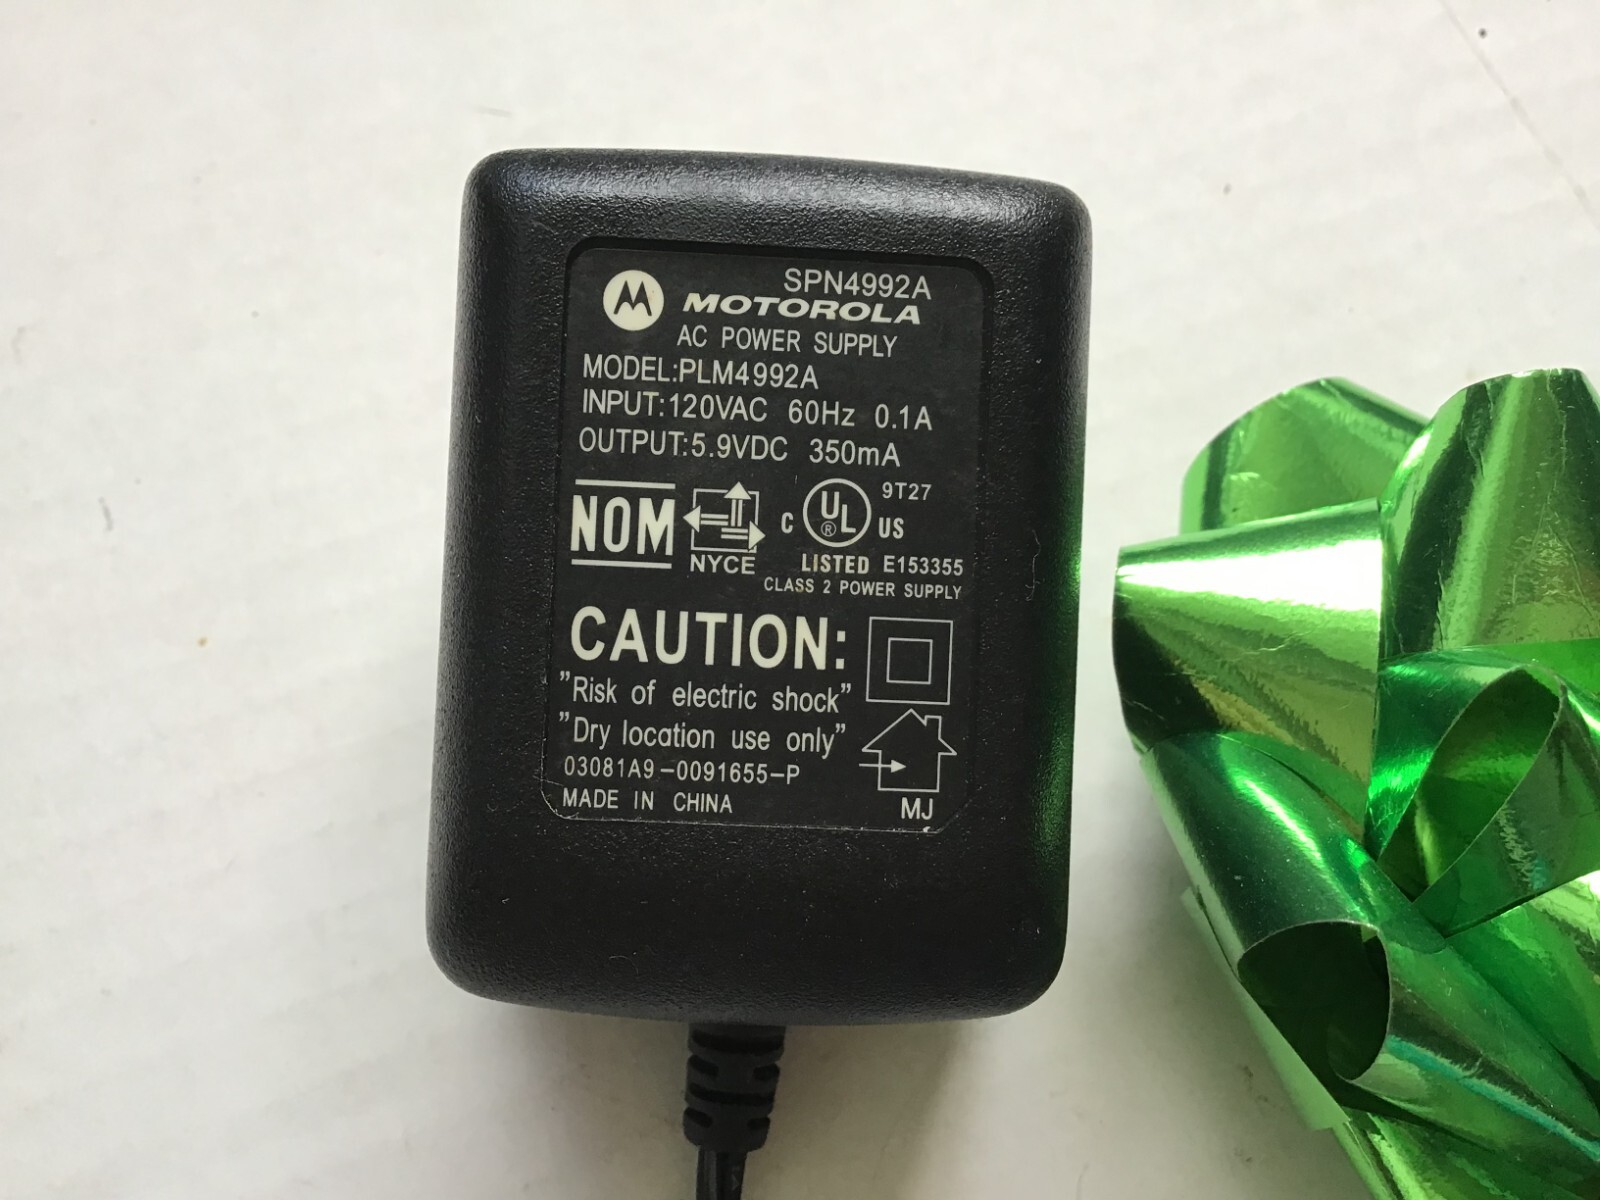 SPN4992A
MOTOROLA
AC POWER SUPPLY
MODEL:PLM4992A
INPUT:120VAC 60Hz 0.1A
OUTPUT:5.9VDC 350mA
NOM
NYCE
C UL ® US 9T27
LISTED E153355
CLASS 2 POWER SUPPLY
CAUTION:
"Risk of electric shock"
"Dry location use only"
03081A9-0091655-P
MADE IN CHINA
MJ